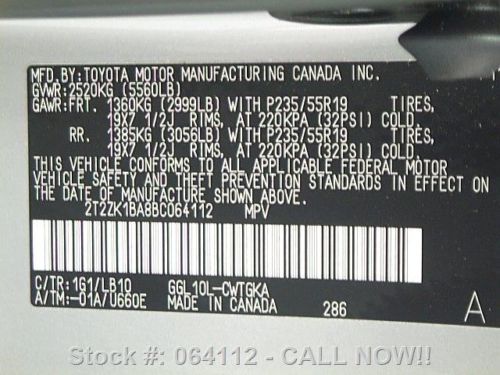 MFD.BY:TOYOTA MOTOR MANUFACTURING CANADA INC.
GVWR:2520KG (5560LB)
GAWR:FRT. 1360KG (2999LB) WITH P235/55R19 TIRES,
19X7 1/2J RIMS, AT 220KPA (32PSI) COLD.
RR. 1385KG (3056LB) WITH P235/55R19 TIRES,
19X7 1/2J RIMS, AT 220KPA (32PSI) COLD.
THIS VEHICLE CONFORMS TO ALL APPLICABLE FEDERAL MOTOR
VEHICLE SAFETY AND THEFT PREVENTION STANDARDS IN EFFECT ON
THE DATE OF MANUFACTURE SHOWN ABOVE.
2T2ZK1BA8BC064112 MPV
C/TR:1G1/LB10 GGL10L-CWTGKA
A/TM:-01A/U660E MADE IN CANADA 286 A
Stock #: 064112 - CALL NOW!!